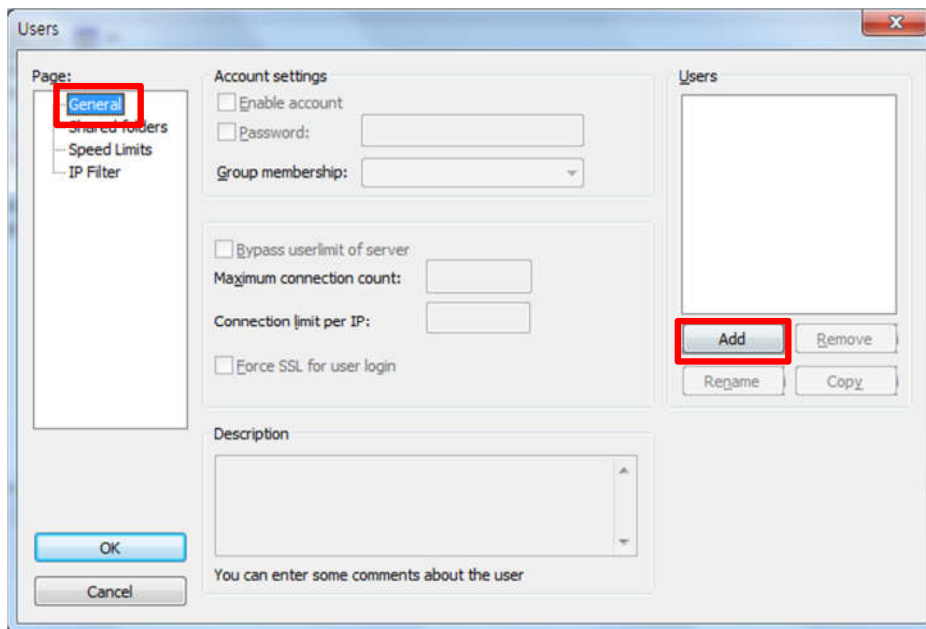 Users
Page:
General
Shared folders
Speed Limits
IP Filter
Account settings
Enable account
Password:
Group membership:
Bypass userlimit of server
Maximum connection count:
Connection limit per IP:
Force SSL for user login
Description
You can enter some comments about the user
Users
Add
Remove
Rename
Copy
OK
Cancel